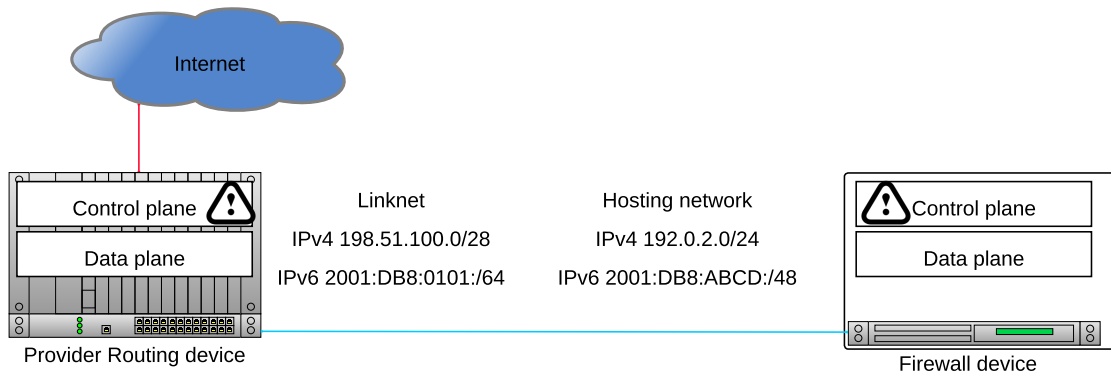 Internet
Control plane
Data plane
Provider Routing device
Linknet
IPv4 198.51.100.0/28
IPv6 2001:DB8:0101:/64
Hosting network
IPv4 192.0.2.0/24
IPv6 2001:DB8:ABCD:/48
Control plane
Data plane
Firewall device